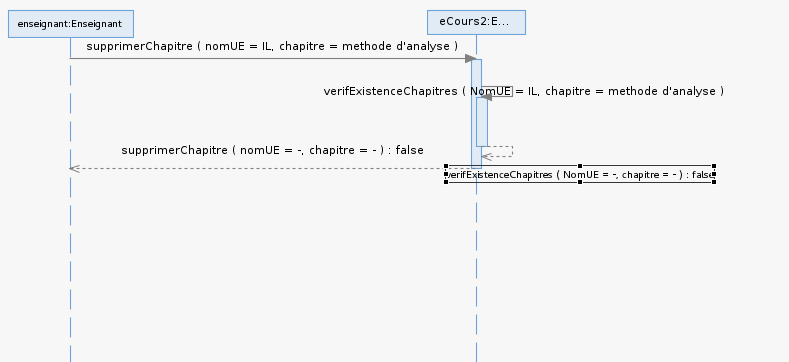 enseignant:Enseignant
eCours2:E...
supprimerChapitre ( nomUE = IL, chapitre = methode d'analyse )
verifExistenceChapitres ( NomUE = IL, chapitre = methode d'analyse )
supprimerChapitre ( nomUE = -, chapitre = - ) : false
verifExistenceChapitres ( NomUE = -, chapitre = - ) : false